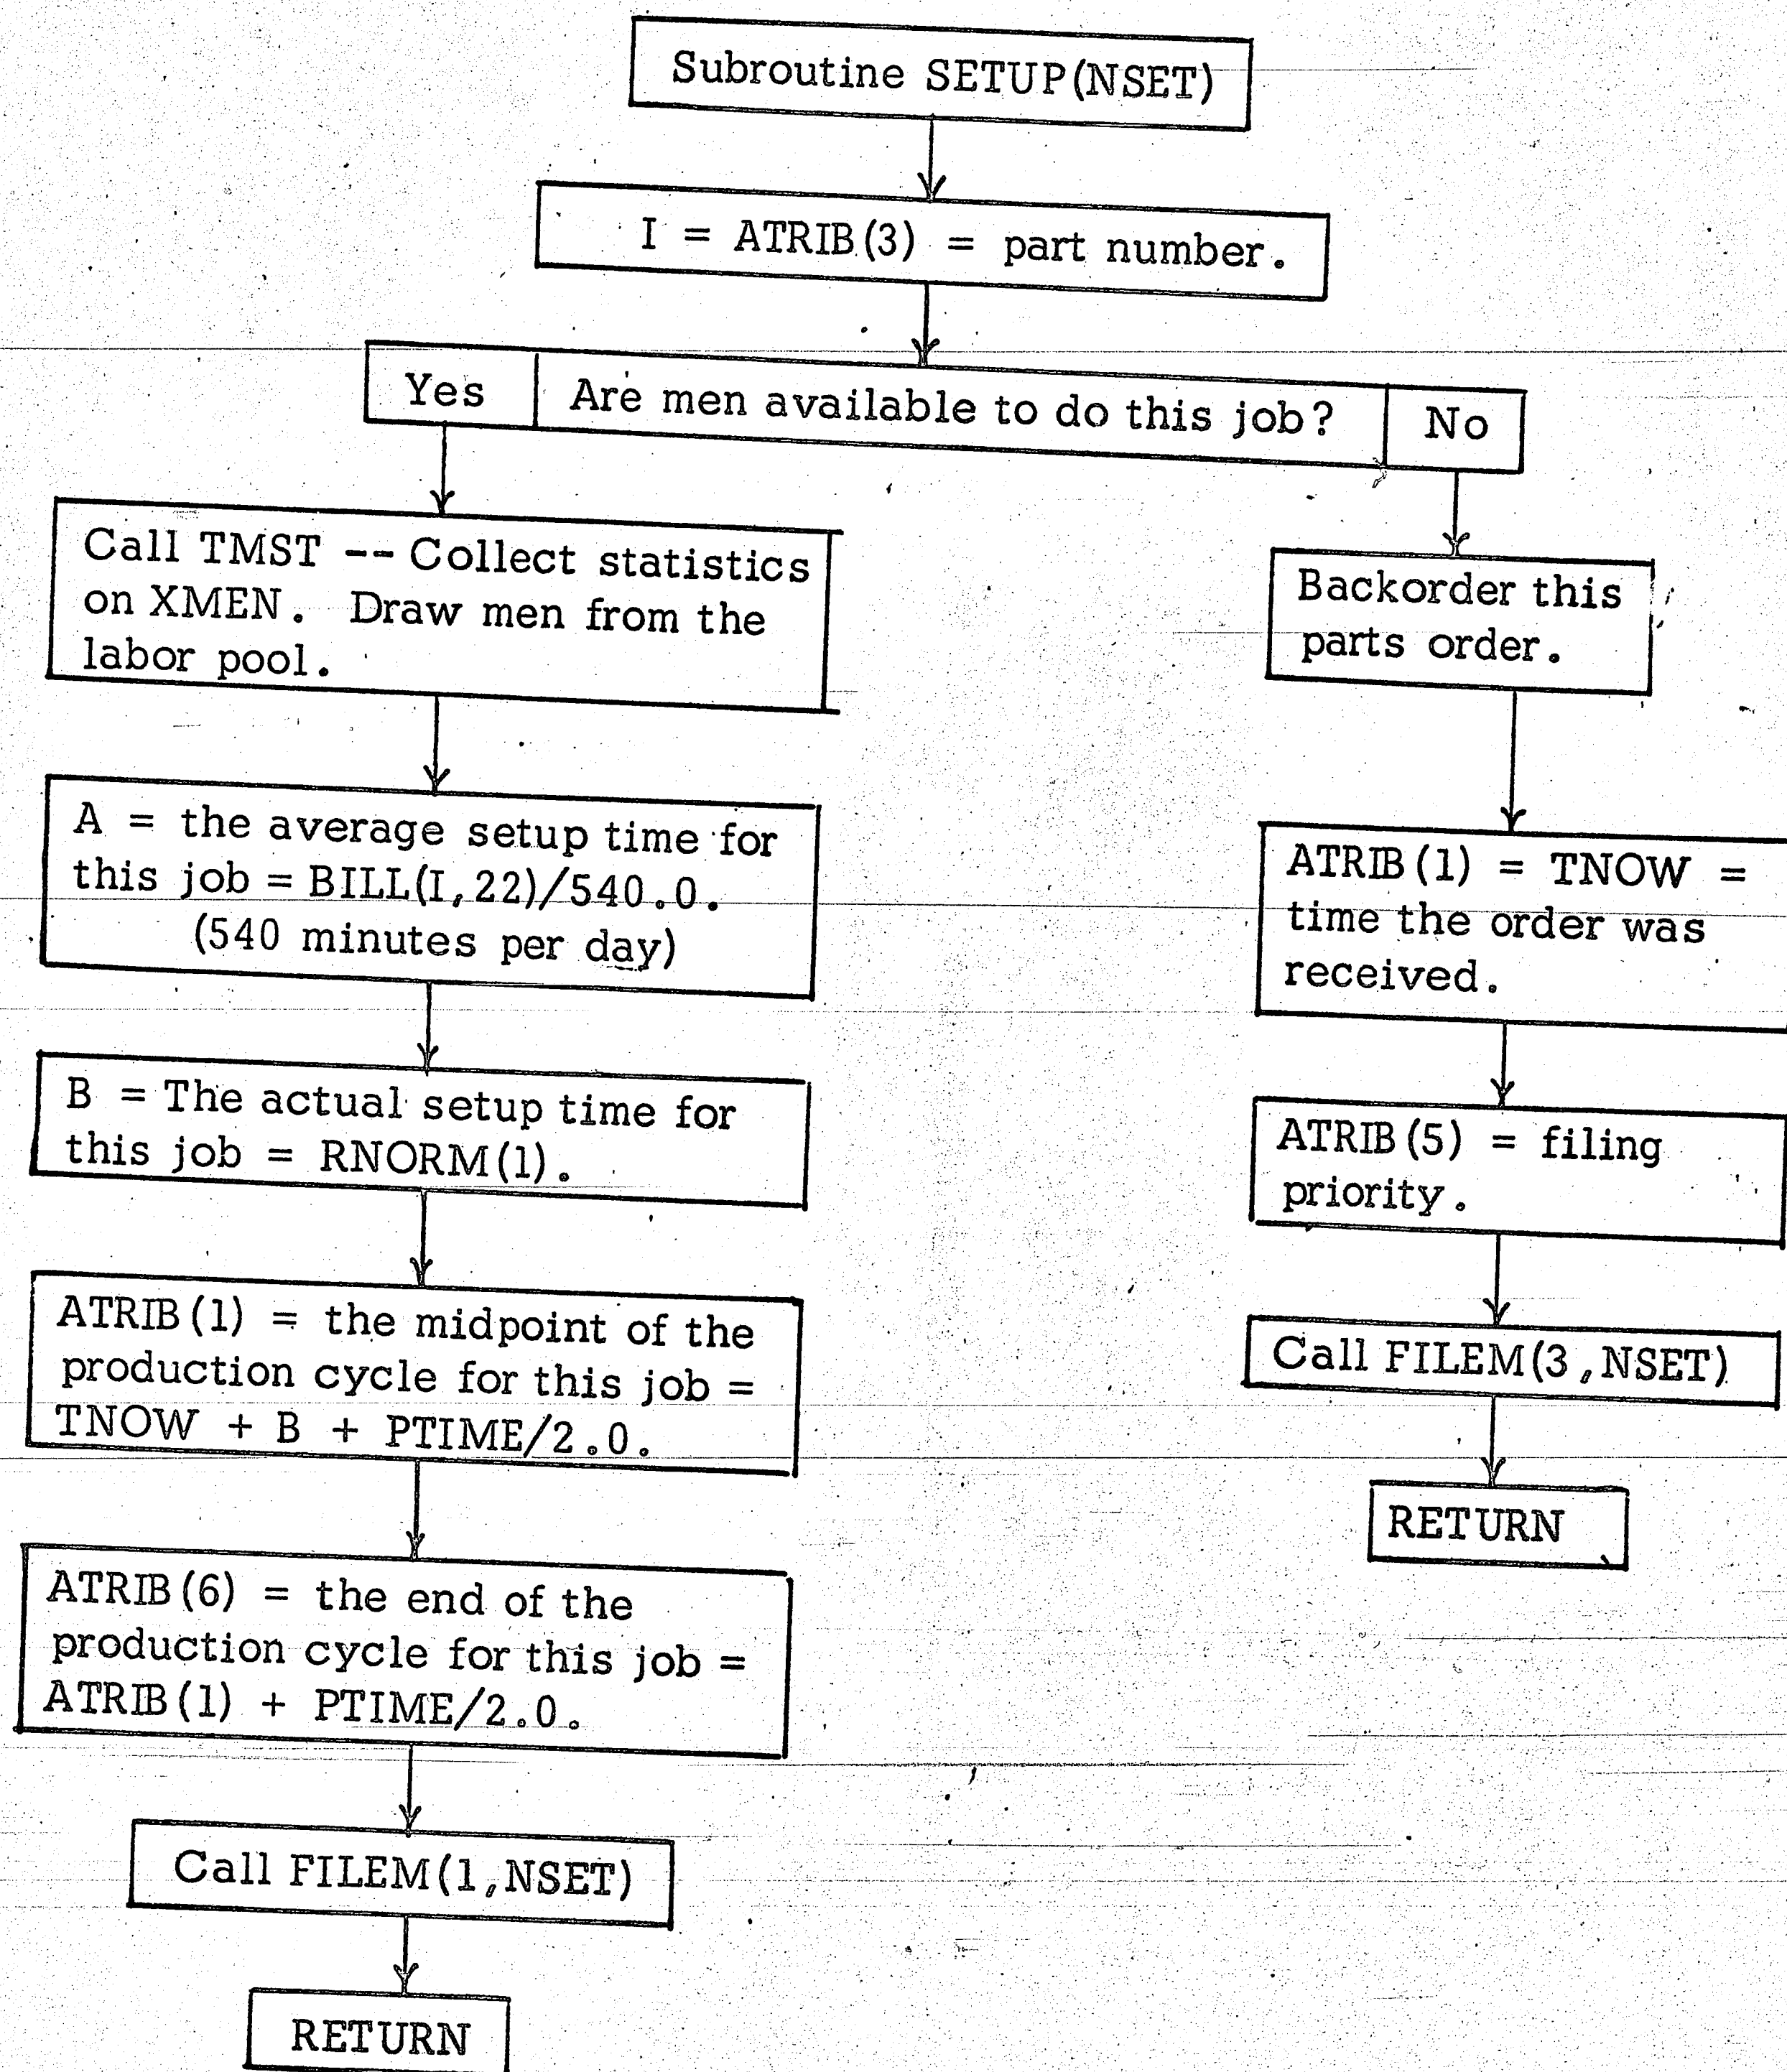 Subroutine SETUP(NSET)
I = ATRIB(3) = part number.
Yes
Are men available to do this job?
No
Call TMST -- Collect statistics
on XMEN. Draw men from the
labor pool.
A = the average setup time for
this job = BILL(I,22)/540.0.
(540 minutes per day)
B = The actual setup time for
this job = RNORM(1).
ATRIB(1) = the midpoint of the
production cycle for this job =
TNOW + B + PTIME/2.0.
ATRIB(6) = the end of the
production cycle for this job =
ATRIB(1) + PTIME/2.0.
Call FILEM(1,NSET)
RETURN
Backorder this
parts order.
ATRIB(1) = TNOW =
time the order was
received.
ATRIB(5) = filing
priority.
Call FILEM(3,NSET)
RETURN